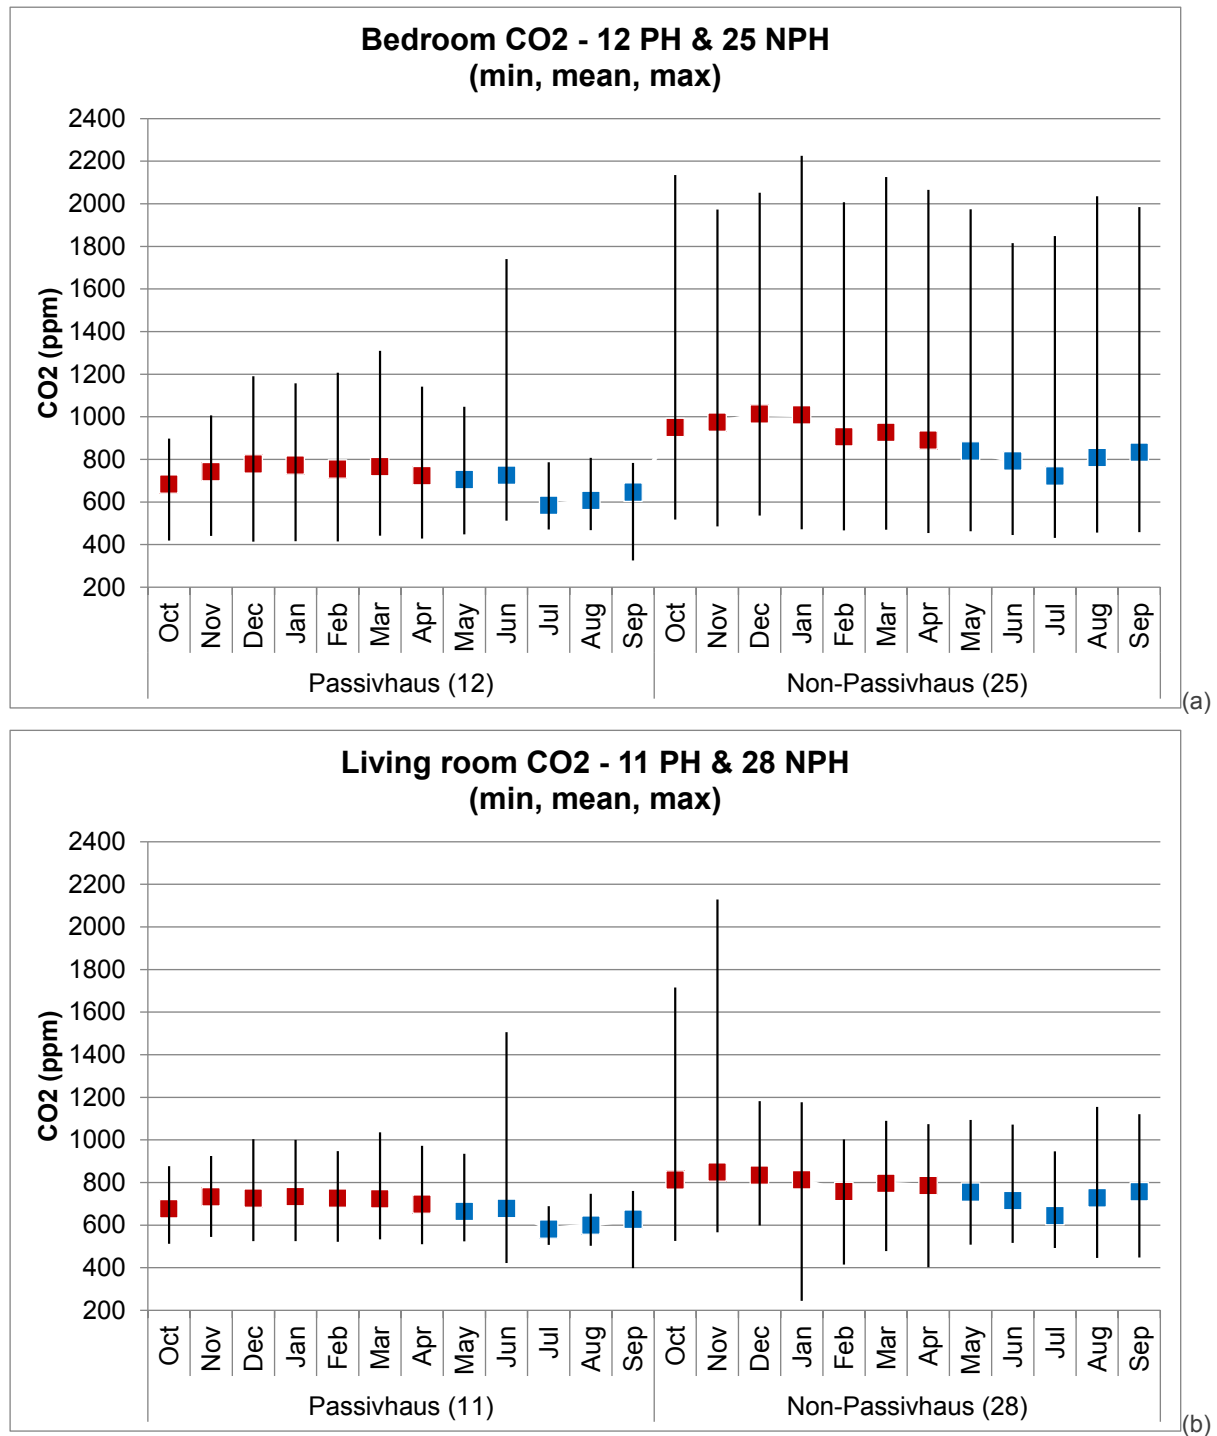 Bedroom CO2 - 12 PH & 25 NPH
(min, mean, max)
CO2 (ppm)
2400
2200
2000
1800
1600
1400
1200
1000
800
600
400
200
Oct Nov Dec Jan Feb Mar Apr May Jun Jul Aug Sep Oct Nov Dec Jan Feb Mar Apr May Jun Jul Aug Sep
Passivhaus (12) Non-Passivhaus (25)
(a)
Living room CO2 - 11 PH & 28 NPH
(min, mean, max)
CO2 (ppm)
2400
2200
2000
1800
1600
1400
1200
1000
800
600
400
200
Oct Nov Dec Jan Feb Mar Apr May Jun Jul Aug Sep Oct Nov Dec Jan Feb Mar Apr May Jun Jul Aug Sep
Passivhaus (11) Non-Passivhaus (28)
(b)